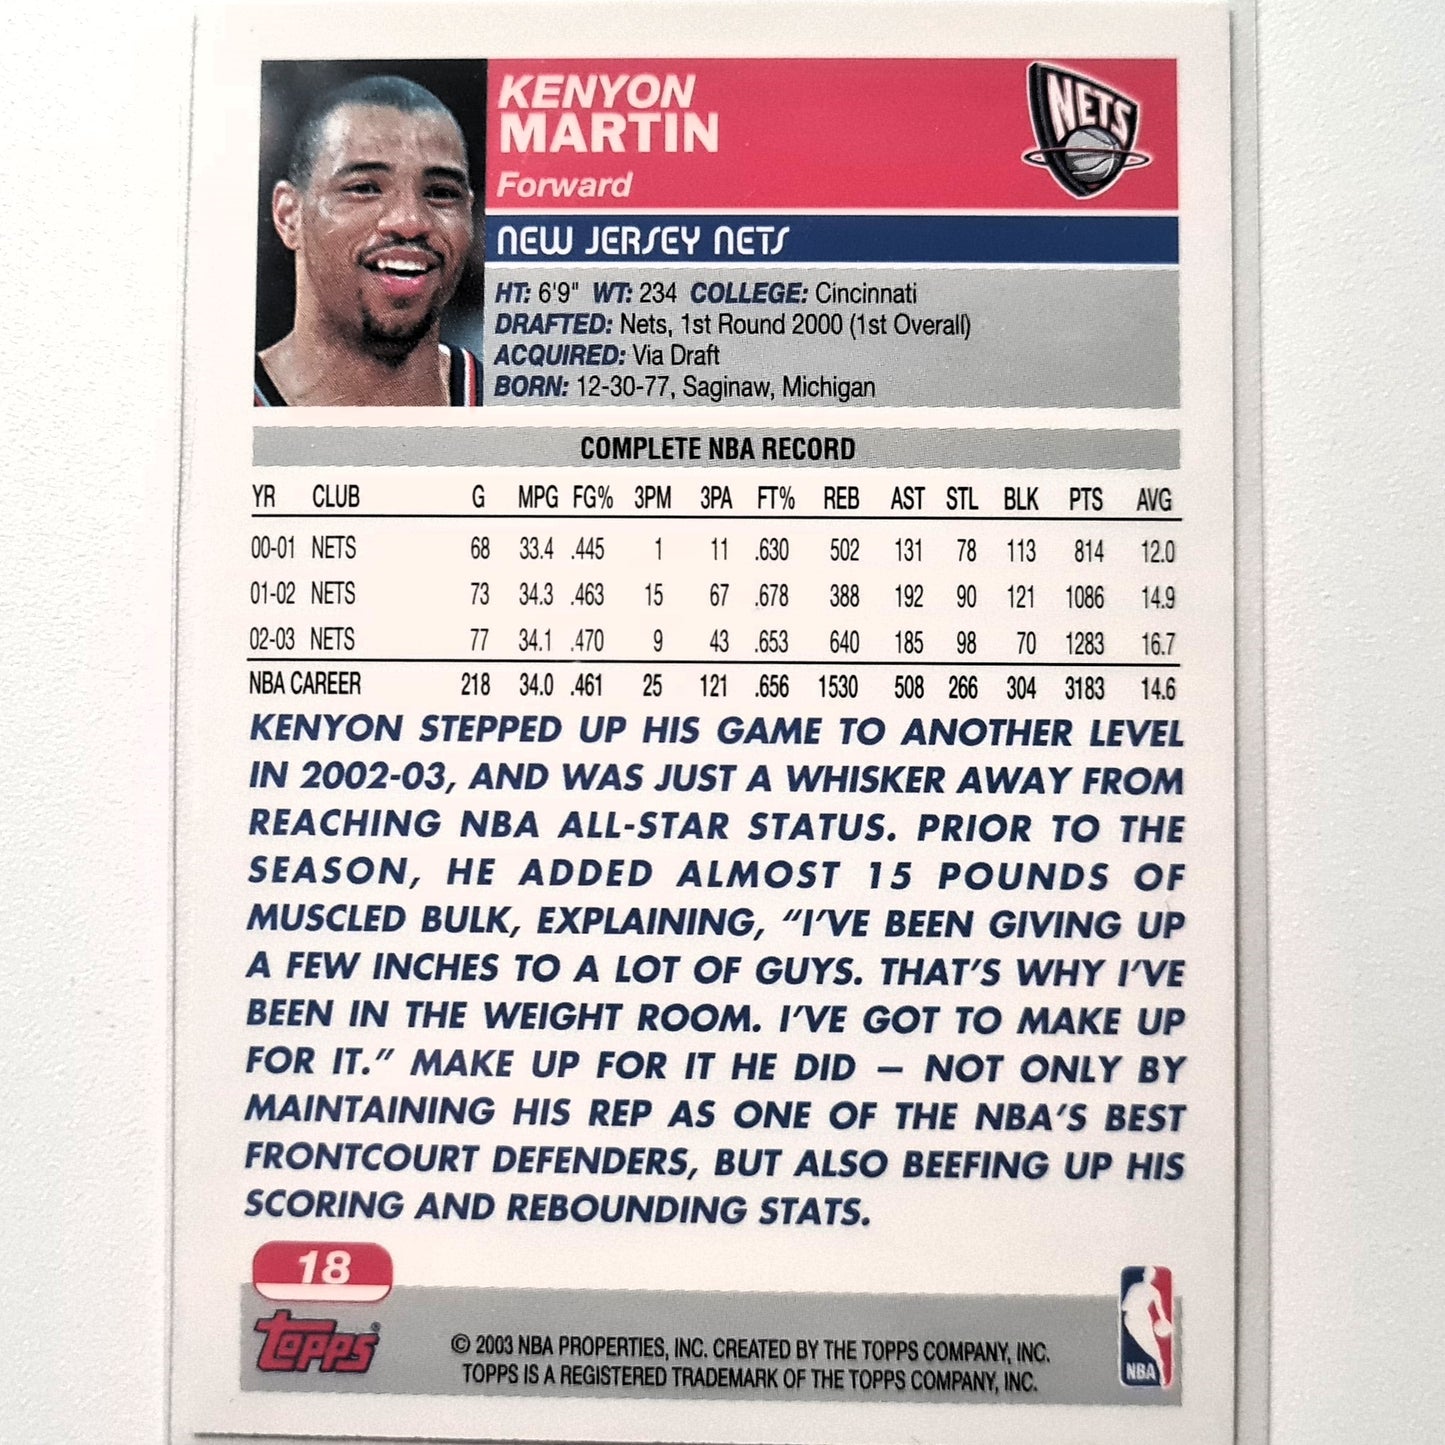 KENYON
MARTIN
Forward
NETS
NEW JERSEY NETS
HT: 6'9" WT: 234 COLLEGE: Cincinnati
DRAFTED: Nets, 1st Round 2000 (1st Overall)
ACQUIRED: Via Draft
BORN: 12-30-77, Saginaw, Michigan
COMPLETE NBA RECORD
YR CLUB G MPG FG% 3PM 3PA FT% REB AST STL BLK PTS AVG
00-01 NETS 68 33.4 .445 1 11 .630 502 131 78 113 814 12.0
01-02 NETS 73 34.3 .463 15 67 .678 388 192 90 121 1086 14.9
02-03 NETS 77 34.1 .470 9 43 .653 640 185 98 70 1283 16.7
NBA CAREER 218 34.0 .461 25 121 .656 1530 508 266 304 3183 14.6
KENYON STEPPED UP HIS GAME TO ANOTHER LEVEL
IN 2002-03, AND WAS JUST A WHISKER AWAY FROM
REACHING NBA ALL-STAR STATUS. PRIOR TO THE
SEASON, HE ADDED ALMOST 15 POUNDS OF
MUSCLED BULK, EXPLAINING, “I’VE BEEN GIVING UP
A FEW INCHES TO A LOT OF GUYS. THAT’S WHY I’VE
BEEN IN THE WEIGHT ROOM. I’VE GOT TO MAKE UP
FOR IT.” MAKE UP FOR IT HE DID – NOT ONLY BY
MAINTAINING HIS REP AS ONE OF THE NBA’S BEST
FRONTCOURT DEFENDERS, BUT ALSO BEEFING UP HIS
SCORING AND REBOUNDING STATS.
18
Topps®
© 2003 NBA PROPERTIES, INC. CREATED BY THE TOPPS COMPANY, INC.
TOPPS IS A REGISTERED TRADEMARK OF THE TOPPS COMPANY, INC.
NBA